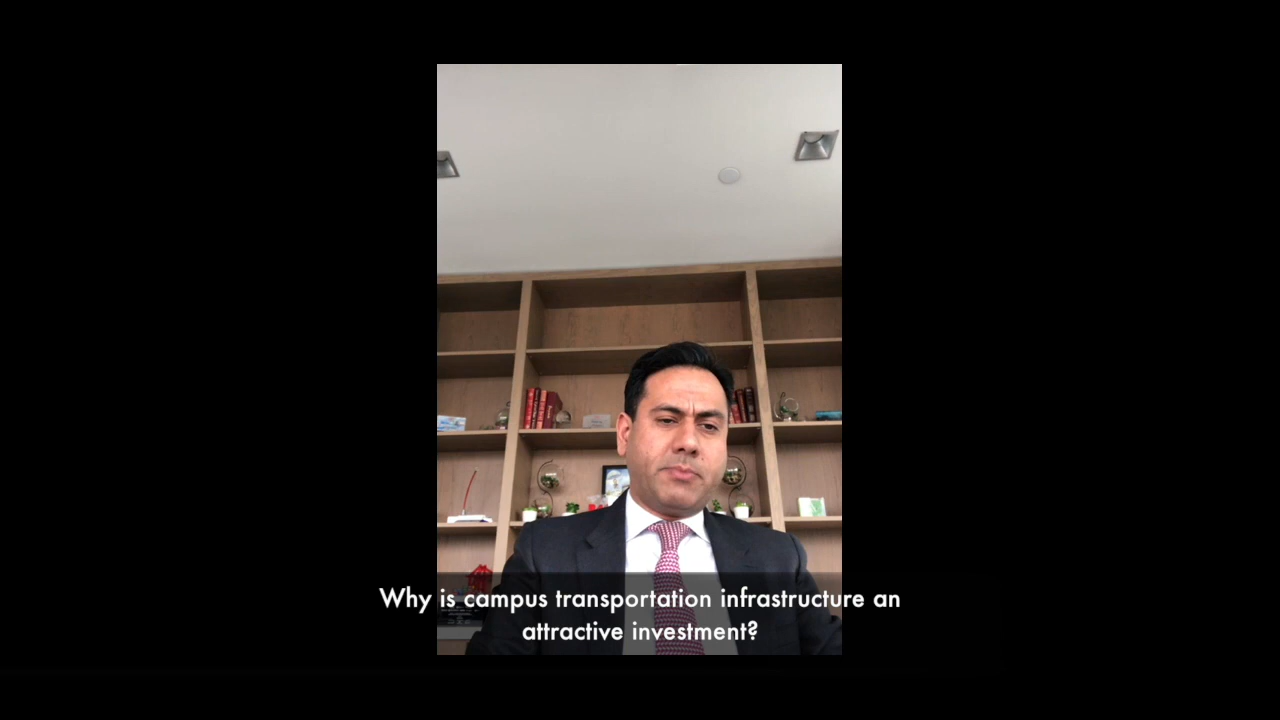 Why is campus transportation infrastructure an
attractive investment?